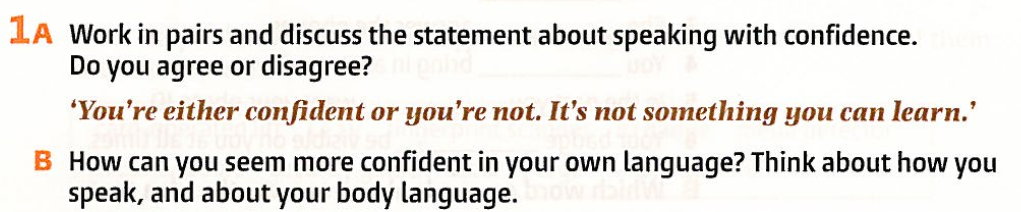 1A Work in pairs and discuss the statement about speaking with confidence.
Do you agree or disagree?
‘You’re either confident or you’re not. It’s not something you can learn.’
B How can you seem more confident in your own language? Think about how you
speak, and about your body language.